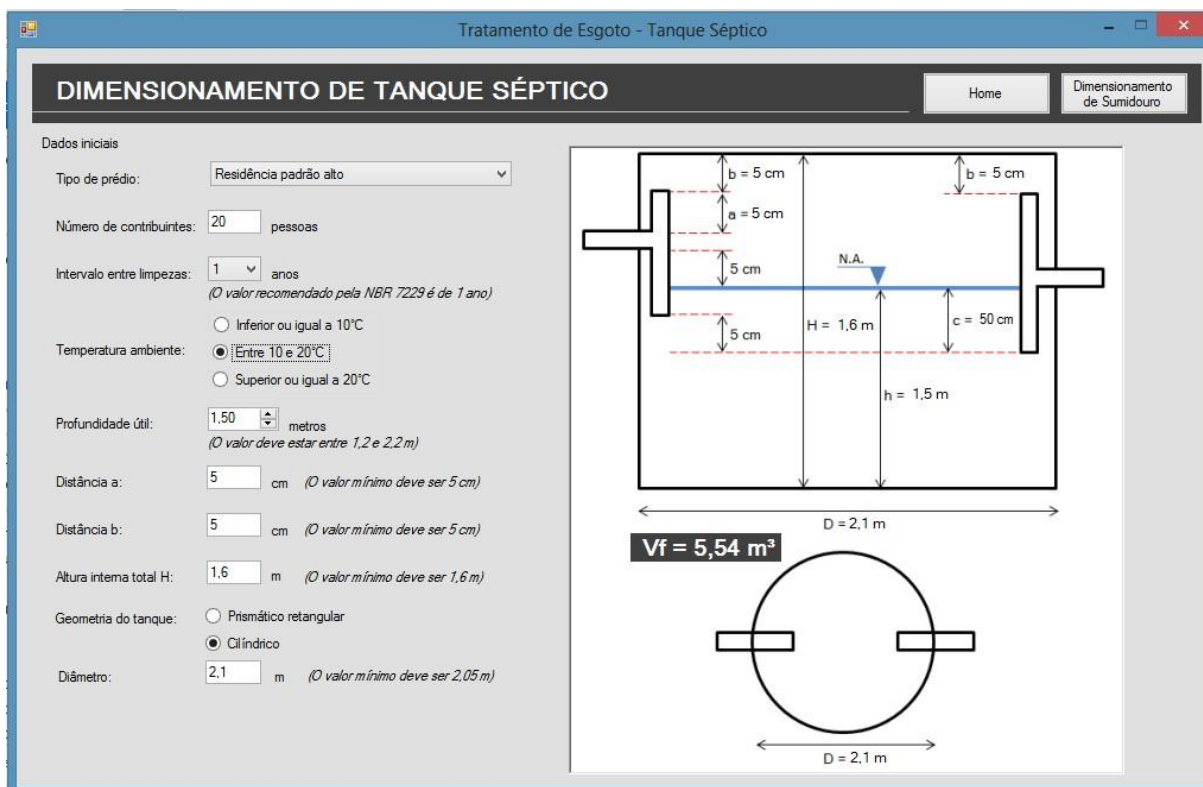 Tratamento de Esgoto - Tanque Séptico
DIMENSIONAMENTO DE TANQUE SÉPTICO
Home
Dimensionamento
de Sumidouro
Dados iniciais
Tipo de prédio: Residência padrão alto
Número de contribuintes: 20 pessoas
Intervalo entre limpezas: 1 anos
(O valor recomendado pela NBR 7229 é de 1 ano)
Temperatura ambiente:
Inferior ou igual a 10°C
Entre 10 e 20°C
Superior ou igual a 20°C
Profundidade útil: 1,50 metros
(O valor deve estar entre 1,2 e 2,2 m)
Distância a: 5 cm (O valor mínimo deve ser 5 cm)
Distância b: 5 cm (O valor mínimo deve ser 5 cm)
Altura interna total H: 1,6 m (O valor mínimo deve ser 1,6 m)
Geometria do tanque: Prismático retangular
Cilíndrico
Diâmetro: 2,1 m (O valor mínimo deve ser 2,05 m)
b = 5 cm
b = 5 cm
a = 5 cm
5 cm
N.A.
5 cm
H = 1,6 m
c = 50 cm
h = 1,5 m
D = 2,1 m
Vf = 5,54 m³
D = 2,1 m